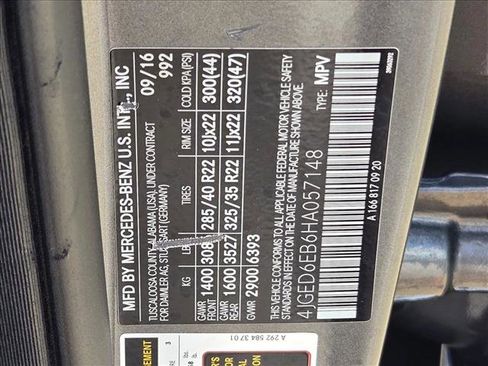 MFD BY MERCEDES-BENZ U.S. INT'L., INC
TUSCALOOSA COUNTY, ALABAMA (USA), UNDER CONTRACT
FOR DAIMLER AG, STUTTGART (GERMANY)
09/16
992
KG LB TIRES RIM SIZE COLD KPA (PSI)
GAWR FRONT 1400 3086 285/40 R22 10Jx22 300(44)
GAWR REAR 1600 3527 325/35 R22 11Jx22 320(47)
GVWR 2900 6393
THIS VEHICLE CONFORMS TO ALL APPLICABLE FEDERAL MOTOR VEHICLE SAFETY
STANDARDS IN EFFECT ON THE DATE OF MANUFACTURE SHOWN ABOVE.
4JGED6EB6HA057148 TYPE: MPV
A 166 817 09 20
A 292 584 37 01